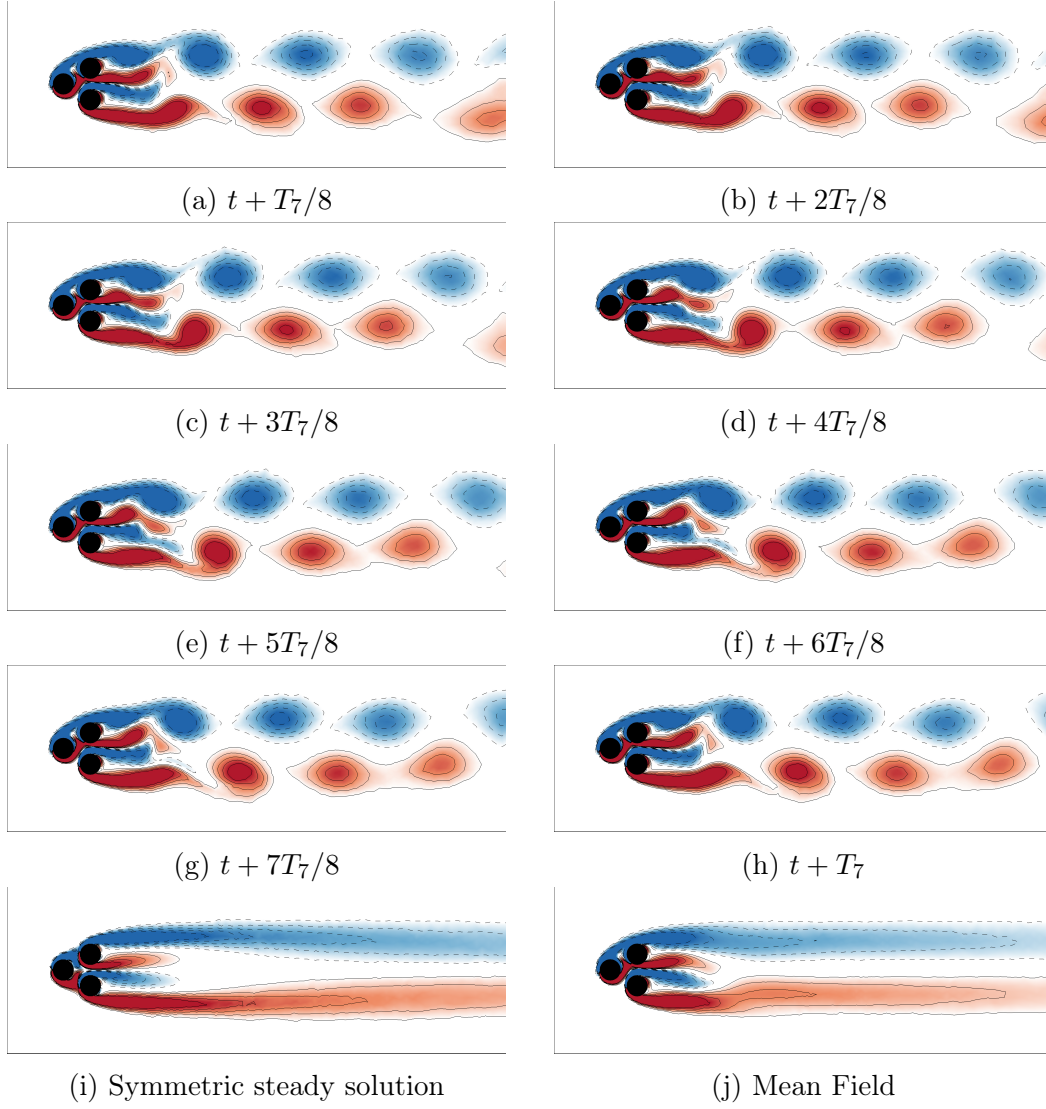 (a) t + T₇/8
(b) t + 2T₇/8
(c) t + 3T₇/8
(d) t + 4T₇/8
(e) t + 5T₇/8
(f) t + 6T₇/8
(g) t + 7T₇/8
(h) t + T₇
(i) Symmetric steady solution
(j) Mean Field